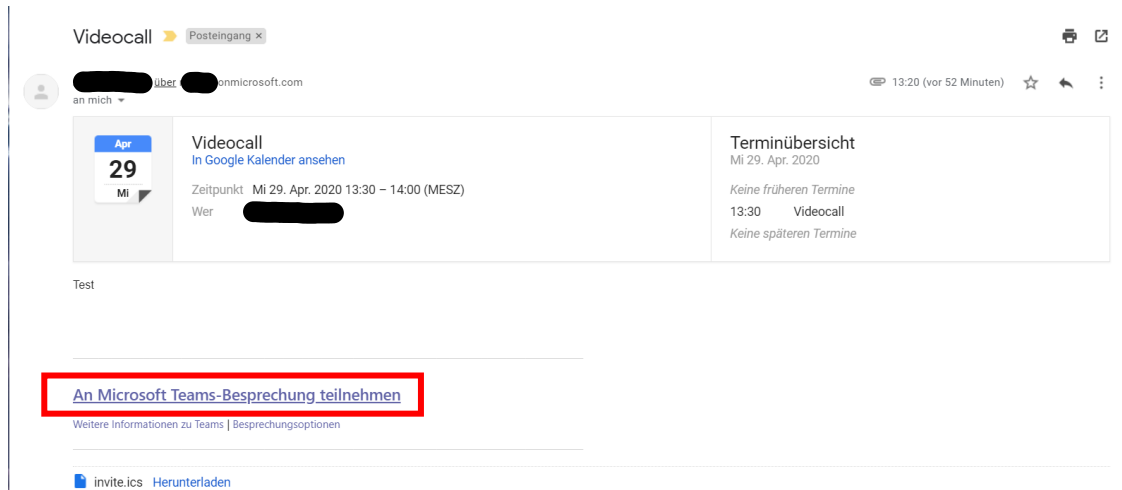 Videocall Posteingang ×
über onmicrosoft.com 13:20 (vor 52 Minuten)
an mich
Apr
29
Mi
Videocall
In Google Kalender ansehen
Zeitpunkt Mi 29. Apr. 2020 13:30 – 14:00 (MESZ)
Wer
Terminübersicht
Mi 29. Apr. 2020
Keine früheren Termine
13:30 Videocall
Keine späteren Termine
Test
An Microsoft Teams-Besprechung teilnehmen
Weitere Informationen zu Teams | Besprechungsoptionen
invite.ics Herunterladen